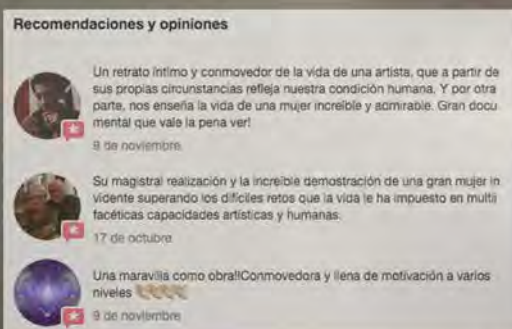 Recomendaciones y opiniones
Un retrato íntimo y conmovedor de la vida de una artista, que a partir de
sus propias circunstancias refleja nuestra condición humana. Y por otra
parte, nos enseña la vida de una mujer increíble y admirable. Gran docu
mental que vale la pena ver!
9 de noviembre
Su magistral realización y la increíble demostración de una gran mujer in
vidente superando los difíciles retos que la vida le ha impuesto en multi
facéticas capacidades artísticas y humanas.
17 de octubre
Una maravilla como obra!!Conmovedora y llena de motivación a varios
niveles 👏👏👏👏
9 de noviembre